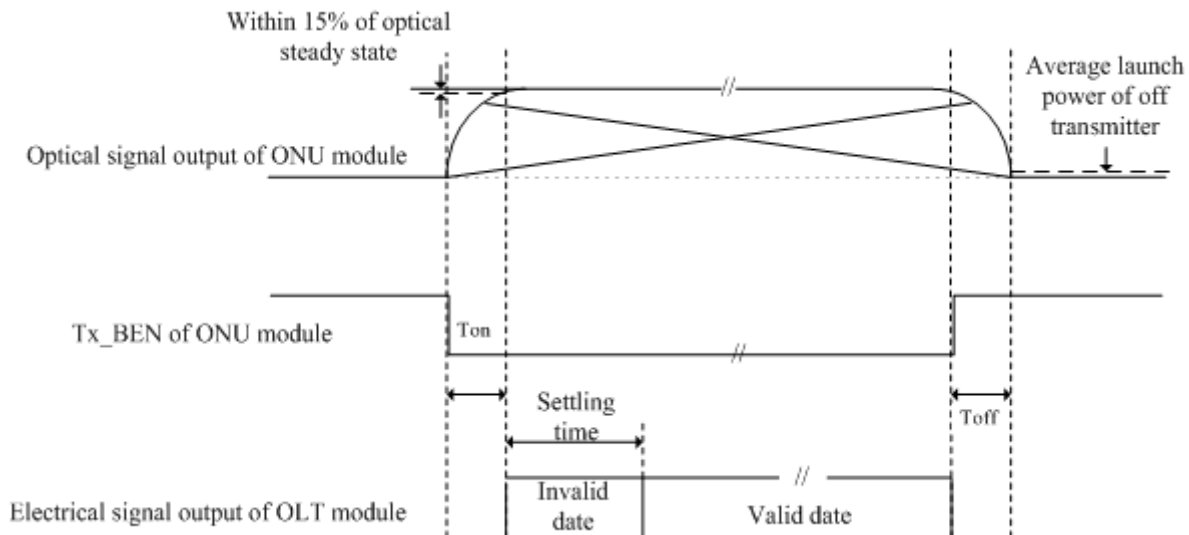 Within 15% of optical
steady state
Average launch
power of off
transmitter
Optical signal output of ONU module
Tx_BEN of ONU module
Ton
Toff
Settling
time
Electrical signal output of OLT module
Invalid
date
Valid date